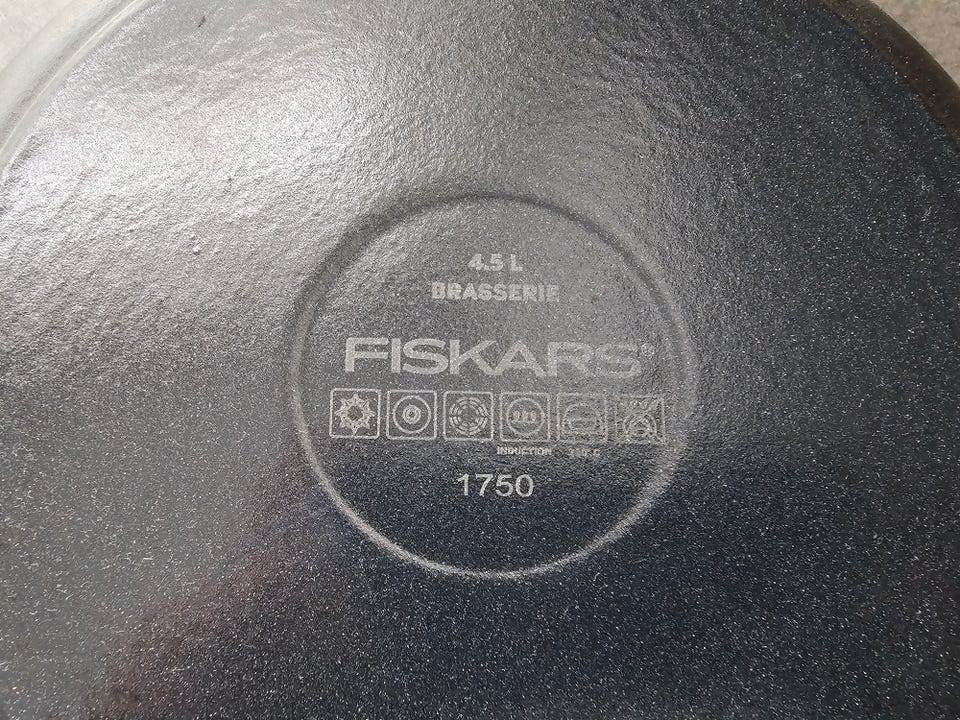 4.5 L
BRASSERIE
FISKARS®
INDUCTION
1750